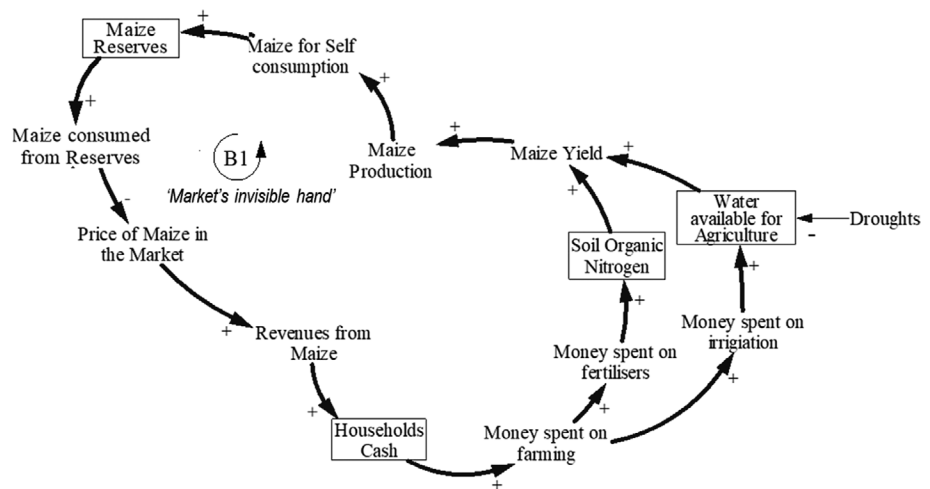 Maize
Reserves
+
Maize for Self
consumption
+
+
Maize consumed
from Reserves
B1
'Market's invisible hand'
Maize
Production
+
Maize Yield
+
+
Water
available for
Agriculture
Droughts
-
-
Price of Maize in
the Market
Soil Organic
Nitrogen
+
+
+
Revenues from
Maize
Money spent on
irrigiation
+
Money spent on
fertilisers
+
+
Households
Cash
Money spent on
farming
+